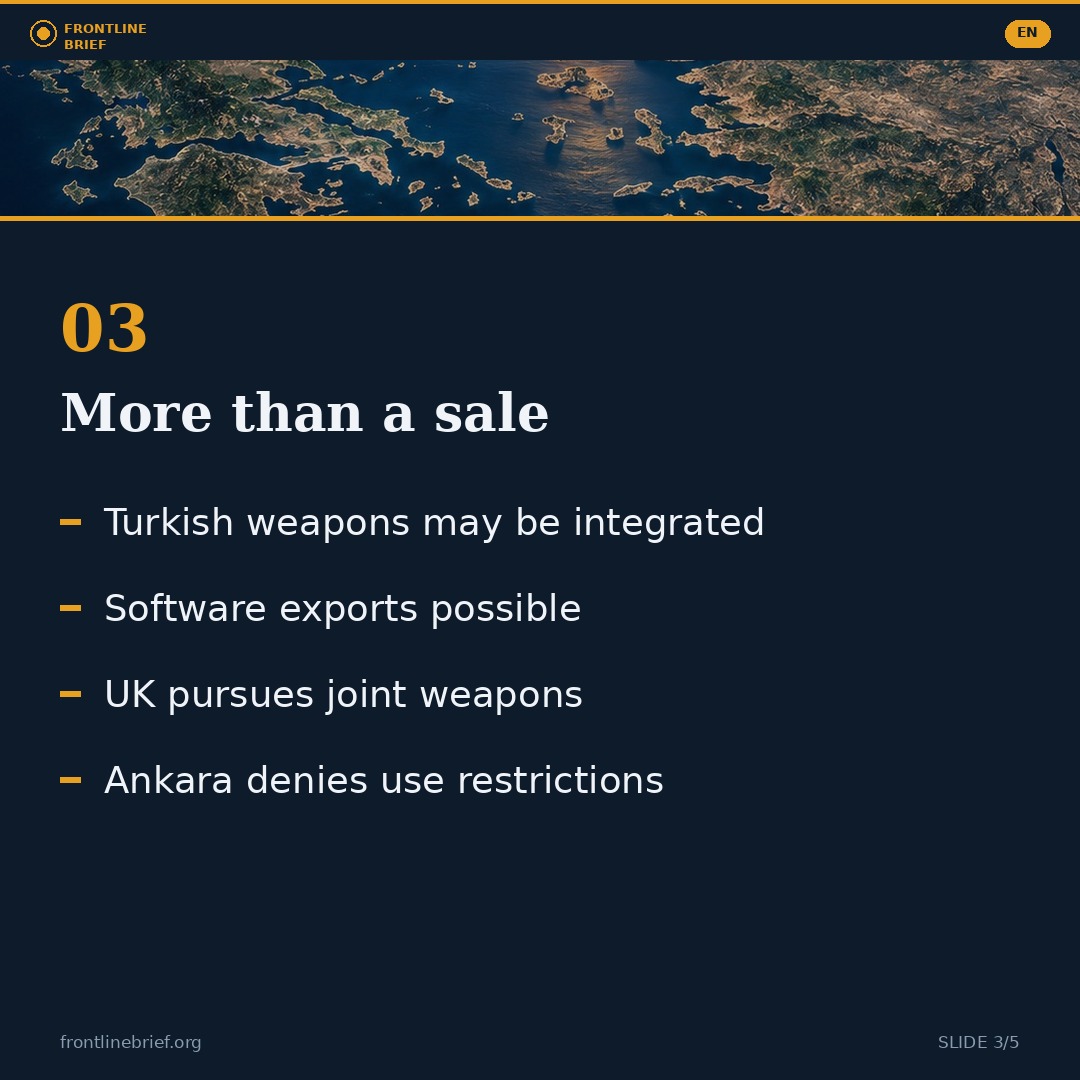 FRONTLINE
BRIEF
EN
03
More than a sale
Turkish weapons may be integrated
Software exports possible
UK pursues joint weapons
Ankara denies use restrictions
frontlinebrief.org
SLIDE 3/5